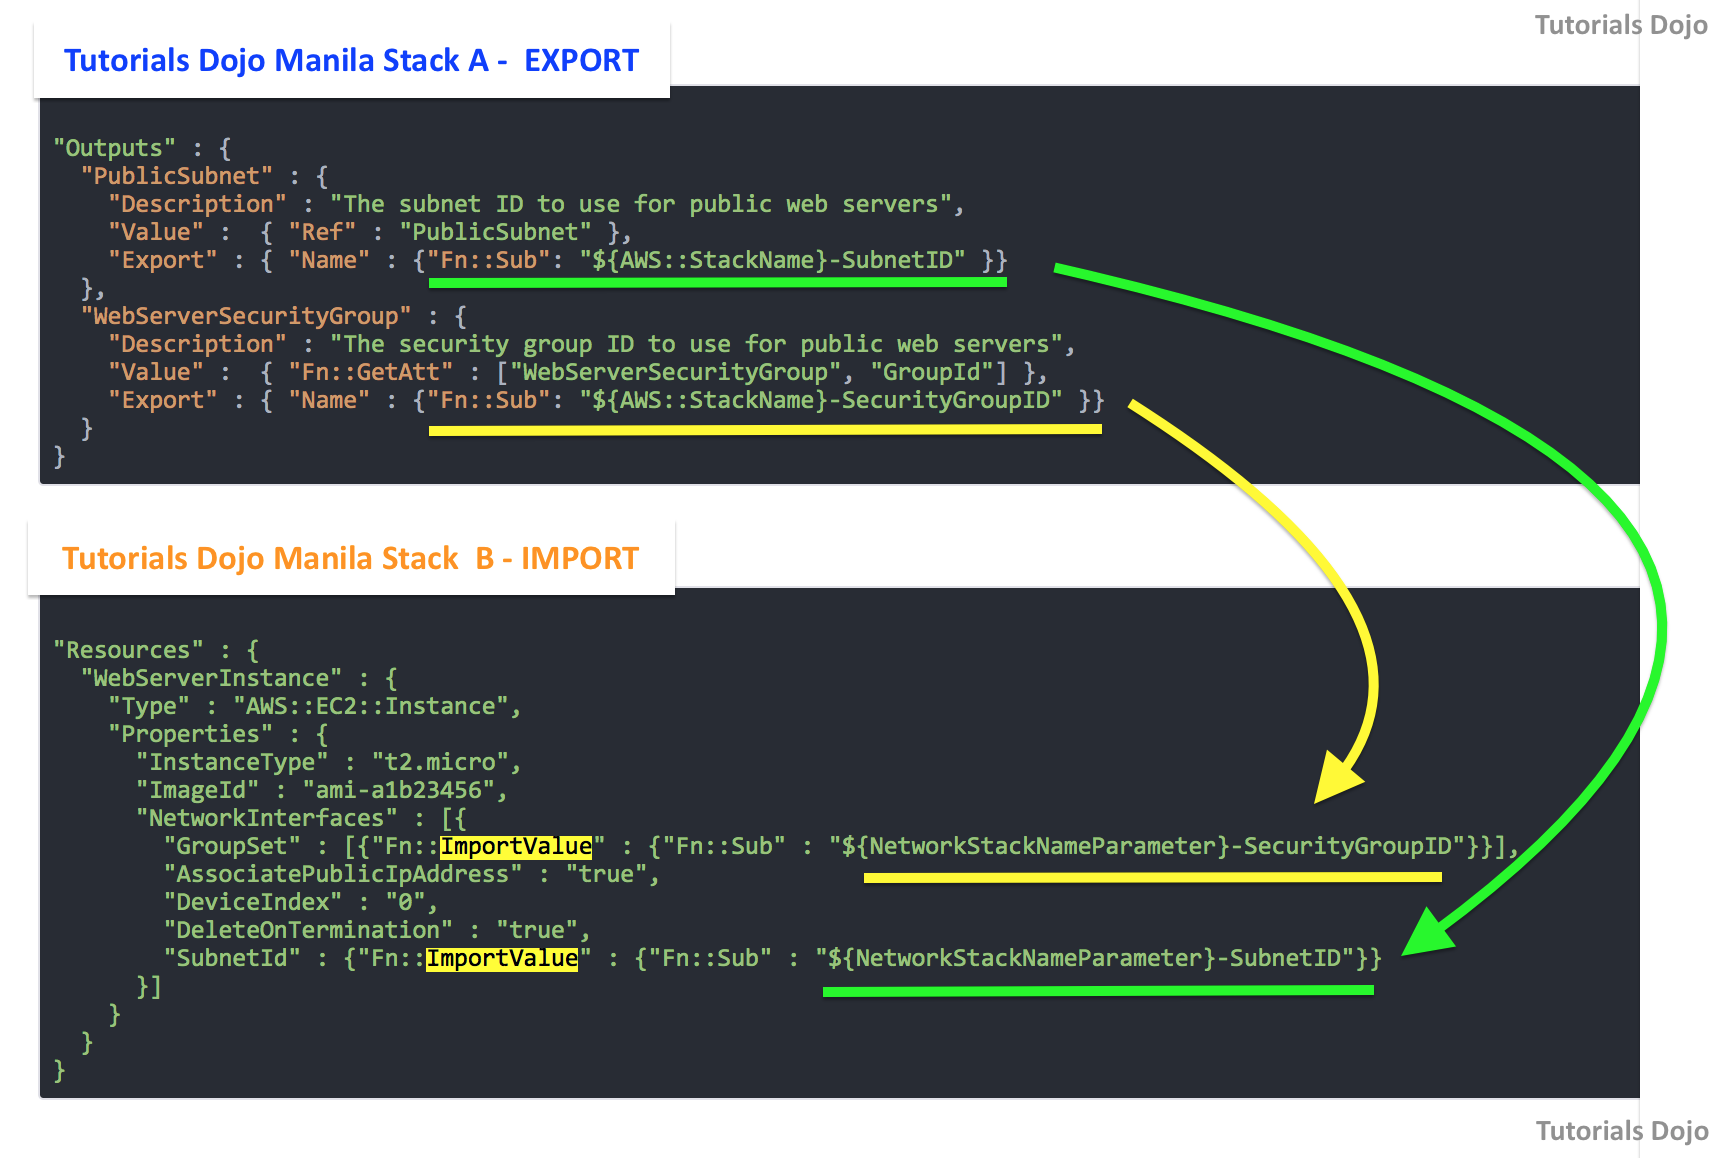 Tutorials Dojo
Tutorials Dojo Manila Stack A -  EXPORT
"Outputs" : {
  "PublicSubnet" : {
    "Description" : "The subnet ID to use for public web servers",
    "Value" :  { "Ref" : "PublicSubnet" },
    "Export" : { "Name" : {"Fn::Sub": "${AWS::StackName}-SubnetID" }}
  },
  "WebServerSecurityGroup" : {
    "Description" : "The security group ID to use for public web servers",
    "Value" :  { "Fn::GetAtt" : ["WebServerSecurityGroup", "GroupId"] },
    "Export" : { "Name" : {"Fn::Sub": "${AWS::StackName}-SecurityGroupID" }}
  }
}
Tutorials Dojo Manila Stack  B - IMPORT
"Resources" : {
  "WebServerInstance" : {
    "Type" : "AWS::EC2::Instance",
    "Properties" : {
      "InstanceType" : "t2.micro",
      "ImageId" : "ami-a1b23456",
      "NetworkInterfaces" : [{
        "GroupSet" : [{"Fn::ImportValue" : {"Fn::Sub" : "${NetworkStackNameParameter}-SecurityGroupID"}}],
        "AssociatePublicIpAddress" : "true",
        "DeviceIndex" : "0",
        "DeleteOnTermination" : "true",
        "SubnetId" : {"Fn::ImportValue" : {"Fn::Sub" : "${NetworkStackNameParameter}-SubnetID"}}
      }]
    }
  }
}
Tutorials Dojo